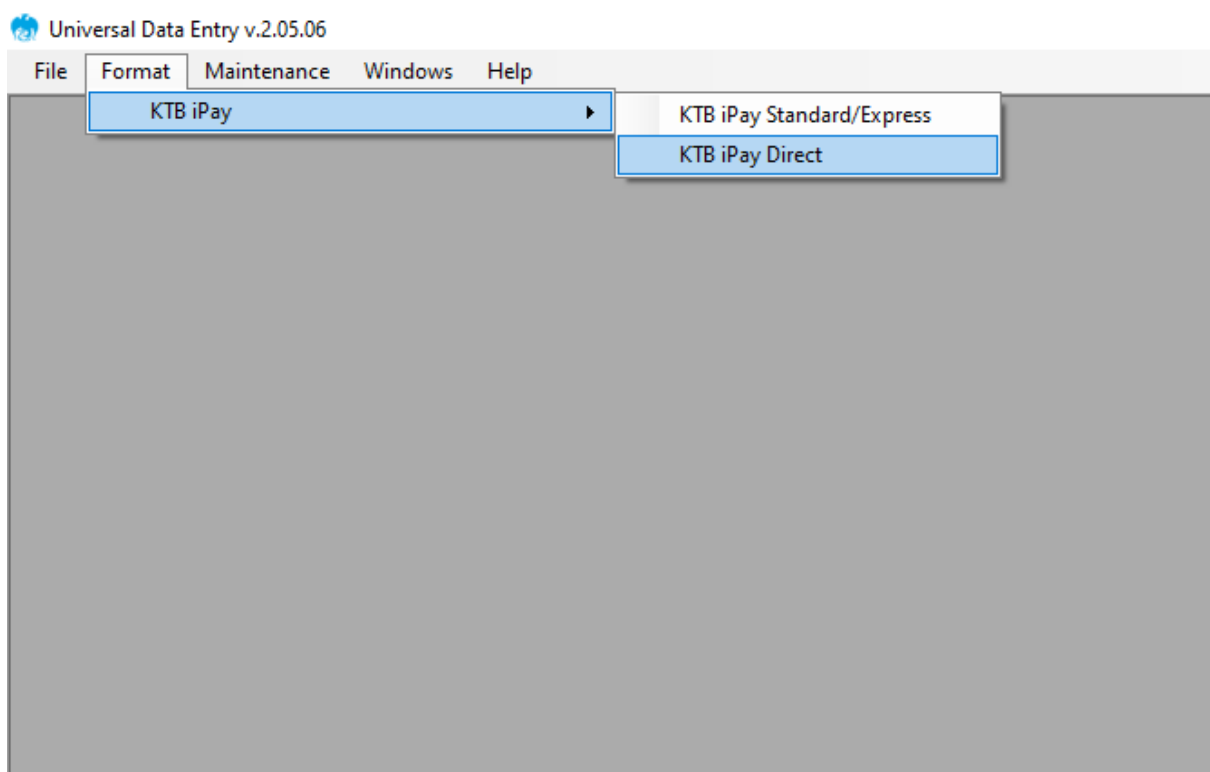 Universal Data Entry v.2.05.06
File Format Maintenance Windows Help
KTB iPay
KTB iPay Standard/Express
KTB iPay Direct